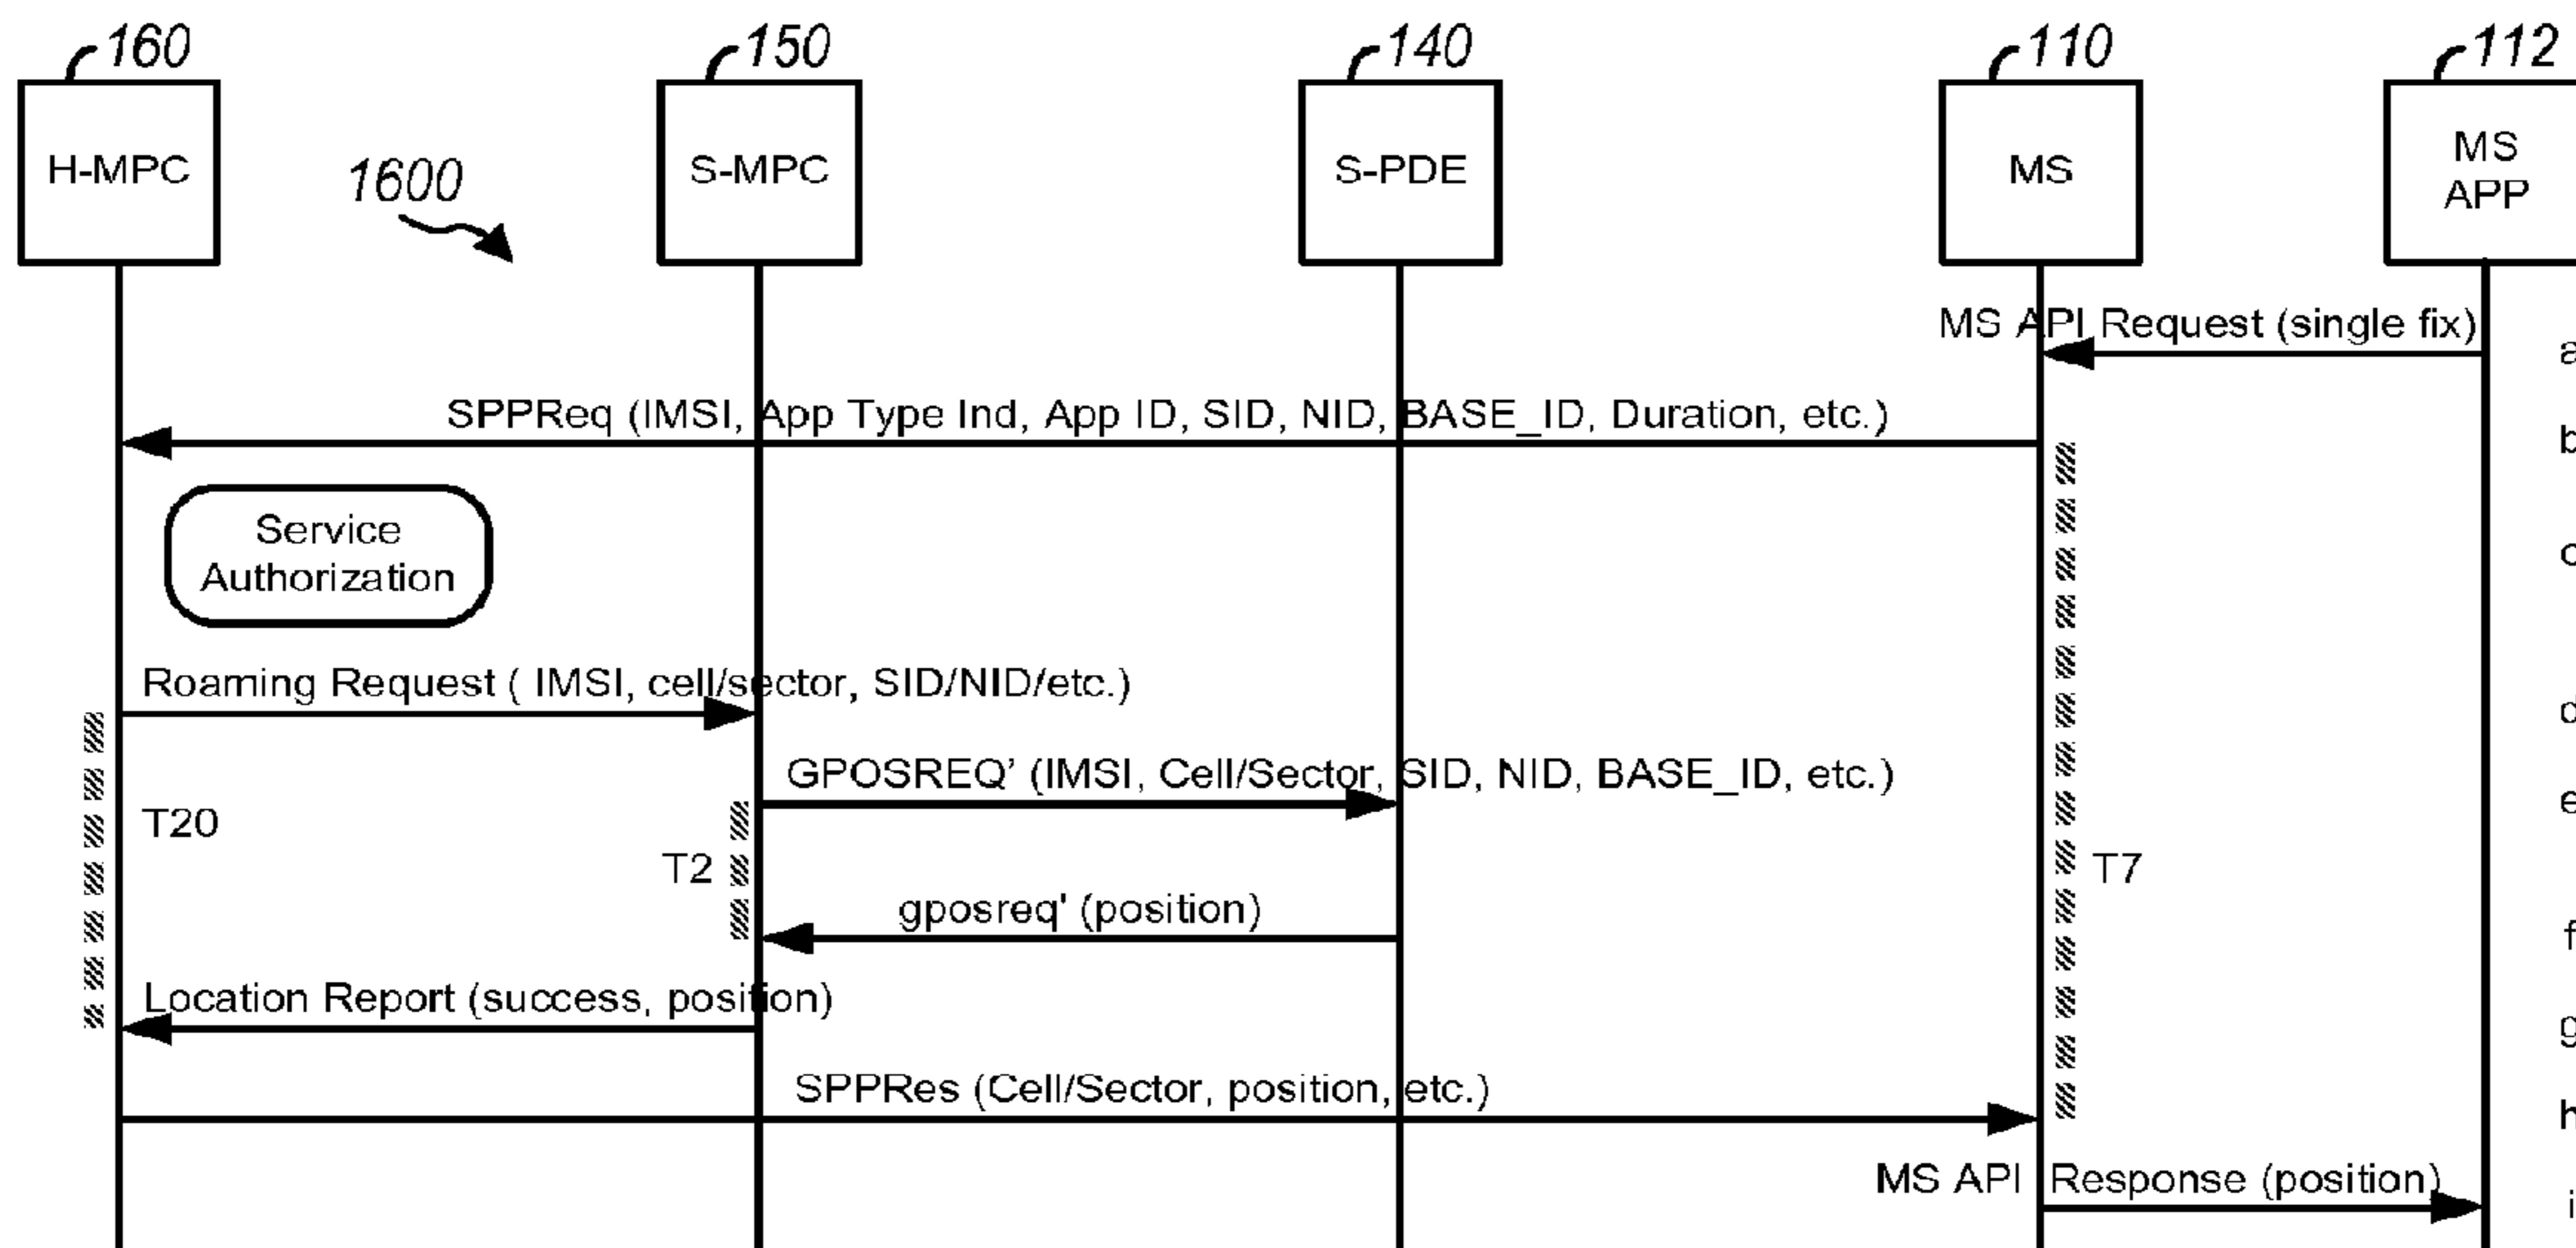 160
150
140
110
112
H-MPC
1600
S-MPC
S-PDE
MS
MS
APP
MS API Request (single fix)
a
SPPReq (IMSI, App Type Ind, App ID, SID, NID, BASE_ID, Duration, etc.)
b
Service
Authorization
c
Roaming Request ( IMSI, cell/sector, SID/NID/etc.)
d
GPOSREQ’ (IMSI, Cell/Sector, SID, NID, BASE_ID, etc.)
e
T20
T2
T7
gposreq' (position)
f
Location Report (success, position)
g
SPPRes (Cell/Sector, position, etc.)
h
MS API Response (position)
i